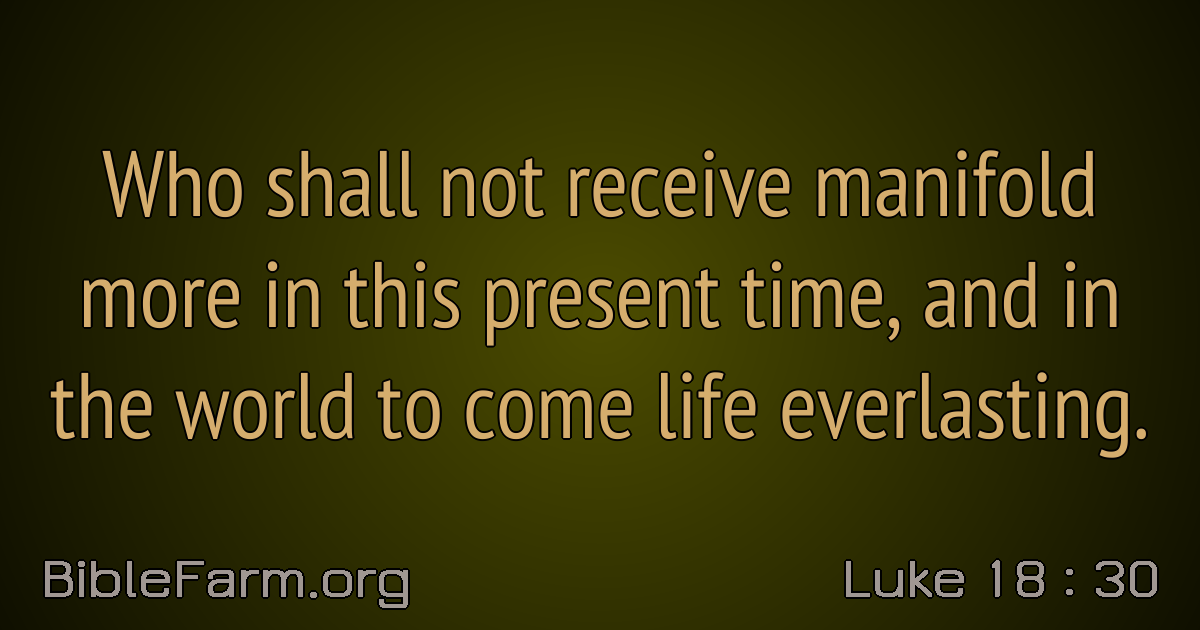 Who shall not receive manifold
more in this present time, and in
the world to come life everlasting.
BibleFarm.org
Luke 18 : 30